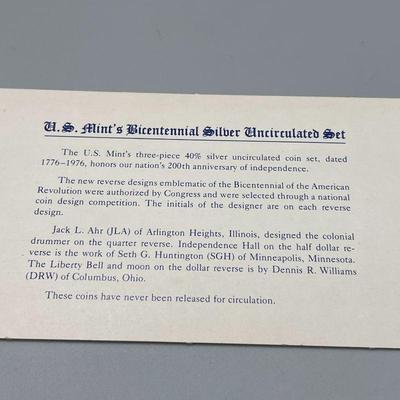 U.S. Mint's Bicentennial Silver Uncirculated Set
The U.S. Mint's three-piece 40% silver uncirculated coin set, dated
1776-1976, honors our nation's 200th anniversary of independence.
The new reverse designs emblematic of the Bicentennial of the American
Revolution were authorized by Congress and were selected through a national
coin design competition. The initials of the designer are on each reverse
design.
Jack L. Ahr (JLA) of Arlington Heights, Illinois, designed the colonial
drummer on the quarter reverse. Independence Hall on the half dollar re-
verse is the work of Seth G. Huntington (SGH) of Minneapolis, Minnesota.
The Liberty Bell and moon on the dollar reverse is by Dennis R. Williams
(DRW) of Columbus, Ohio.
These coins have never been released for circulation.